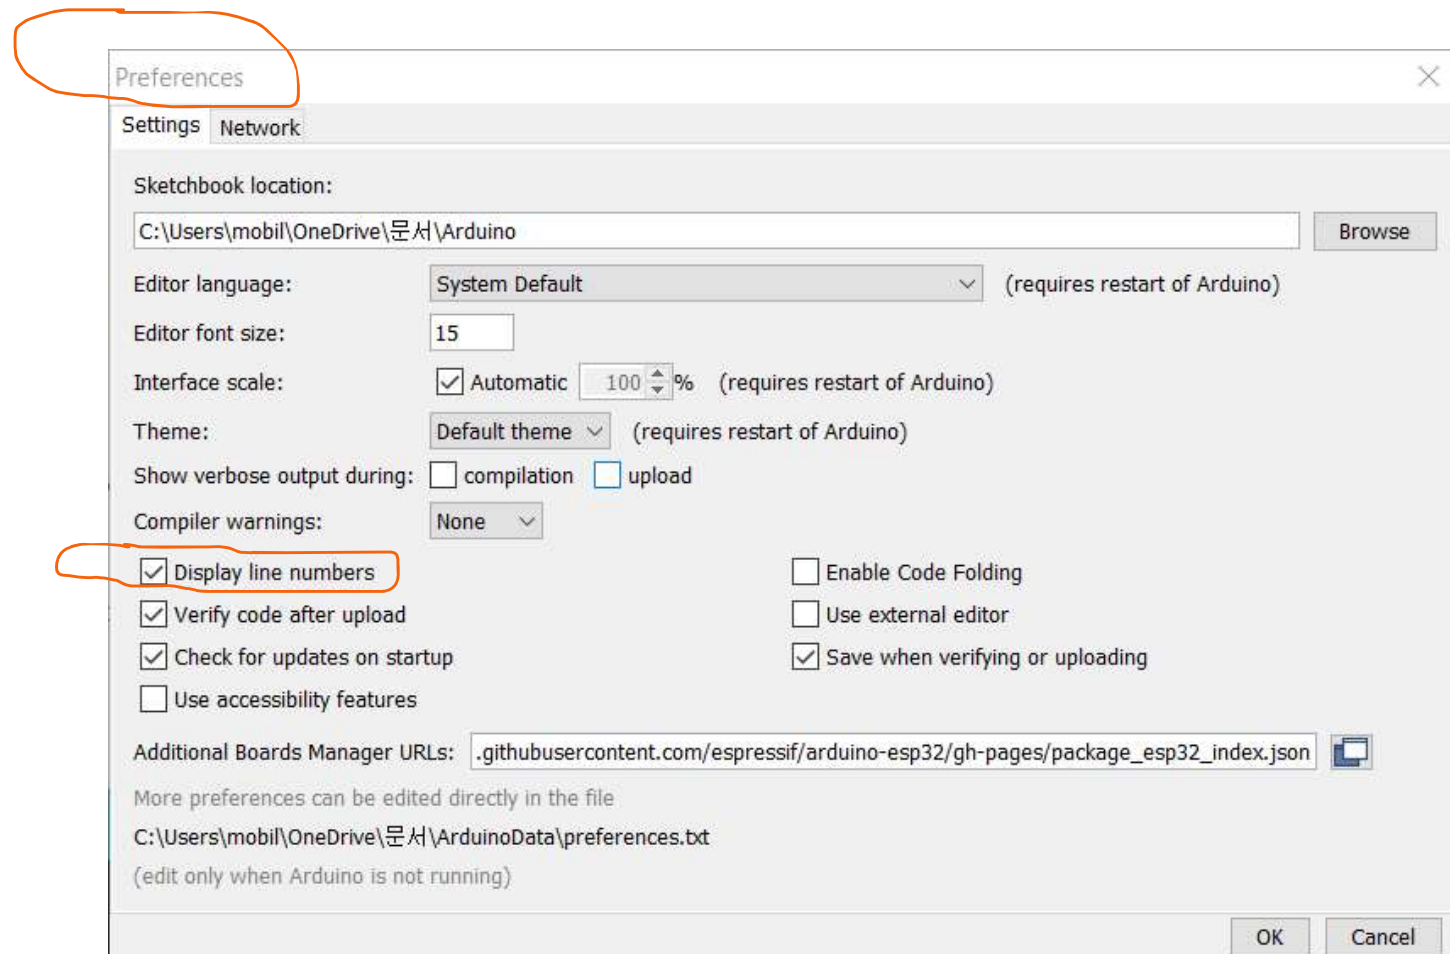 Preferences
Settings Network
Sketchbook location:
C:\Users\mobil\OneDrive\문서\Arduino Browse
Editor language: System Default (requires restart of Arduino)
Editor font size: 15
Interface scale: Automatic 100 % (requires restart of Arduino)
Theme: Default theme (requires restart of Arduino)
Show verbose output during: compilation upload
Compiler warnings: None
Display line numbers Enable Code Folding
Verify code after upload Use external editor
Check for updates on startup Save when verifying or uploading
Use accessibility features
Additional Boards Manager URLs: .githubusercontent.com/espressif/arduino-esp32/gh-pages/package_esp32_index.json
More preferences can be edited directly in the file
C:\Users\mobil\OneDrive\문서\ArduinoData\preferences.txt
(edit only when Arduino is not running)
OK Cancel